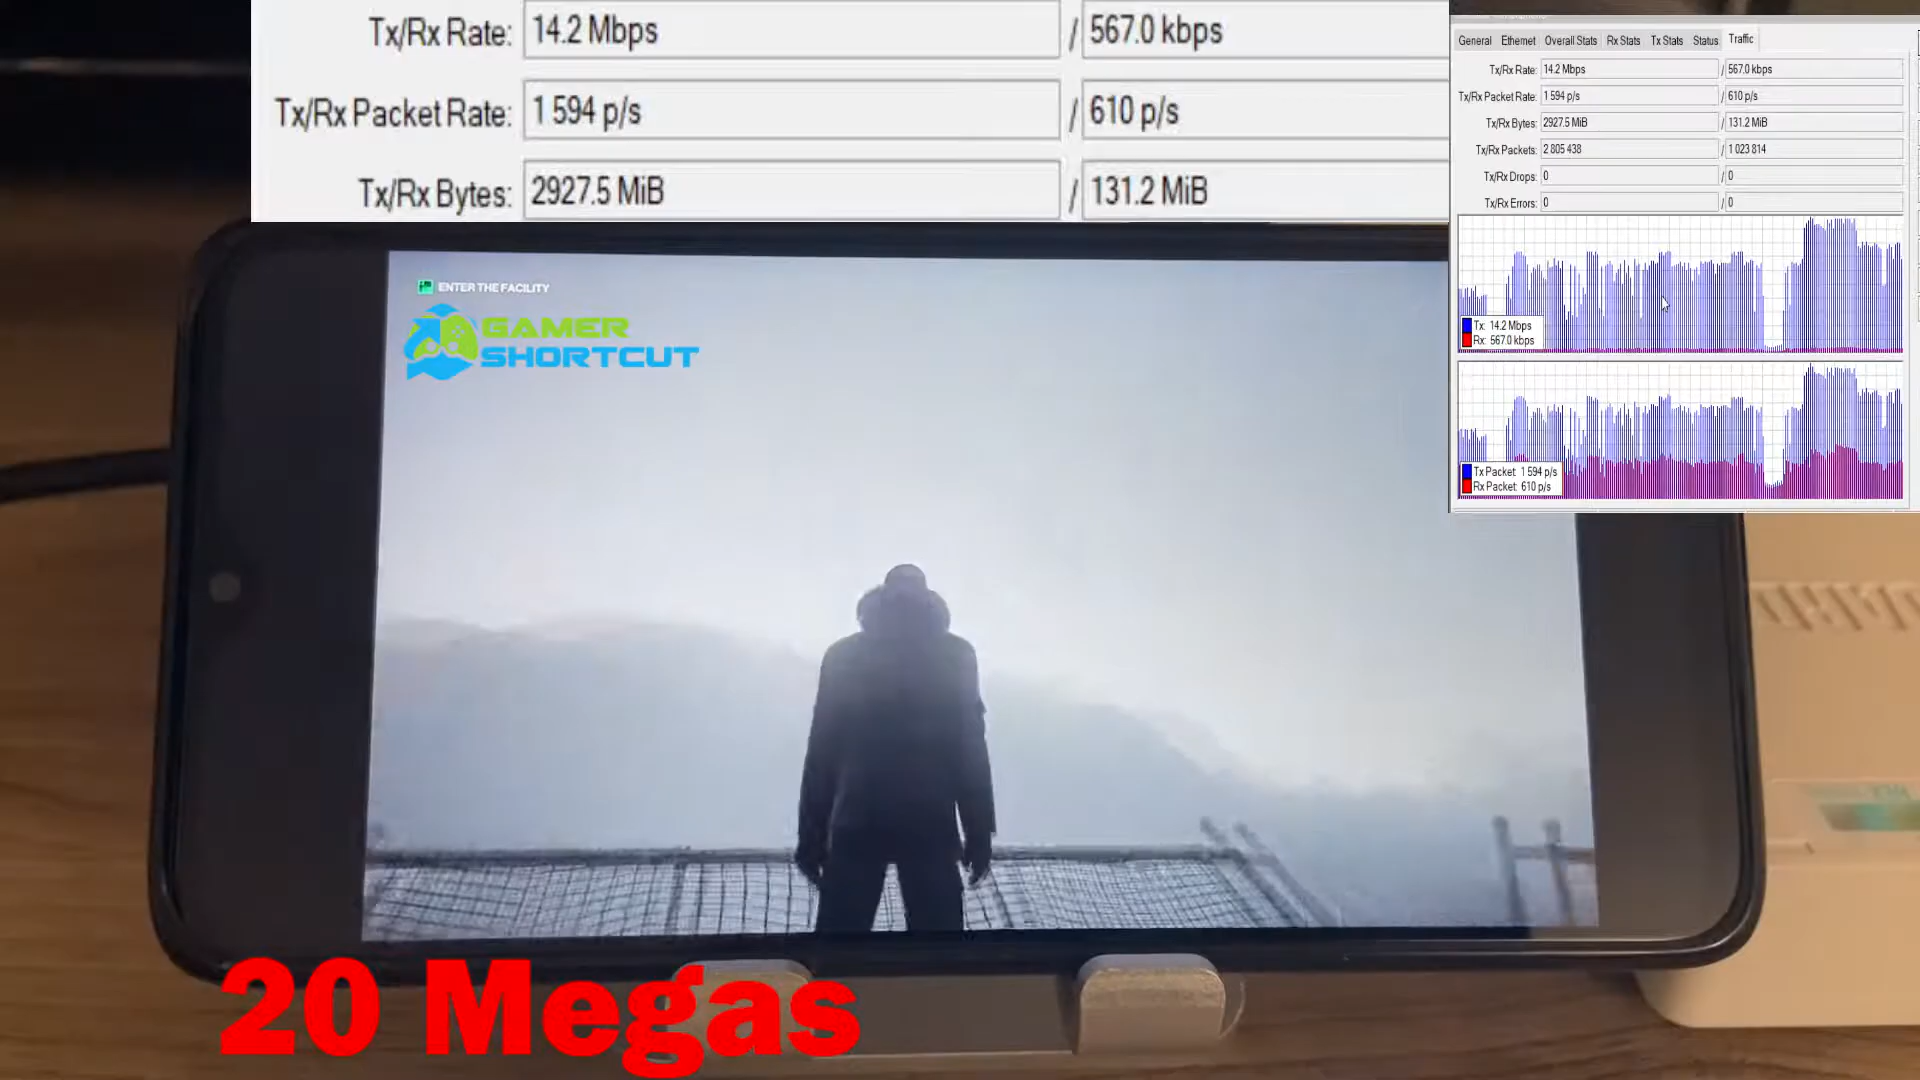 Tx/Rx Rate: 14.2 Mbps / 567.0 kbps
Tx/Rx Packet Rate: 1 594 p/s / 610 p/s
Tx/Rx Bytes: 2927.5 MiB / 131.2 MiB
General Ethernet Overall Stats Rx Stats Tx Stats Status Traffic
Tx/Rx Rate: 14.2 Mbps / 567.0 kbps
Tx/Rx Packet Rate: 1 594 p/s / 610 p/s
Tx/Rx Bytes: 2927.5 MiB / 131.2 MiB
Tx/Rx Packets: 2 805 438 / 1 023 814
Tx/Rx Drops: 0 / 0
Tx/Rx Errors: 0 / 0
Tx: 14.2 Mbps
Rx: 567.0 kbps
Tx Packet: 1 594 p/s
Rx Packet: 610 p/s
ENTER THE FACILITY
GAMER
SHORTCUT
20 Megas